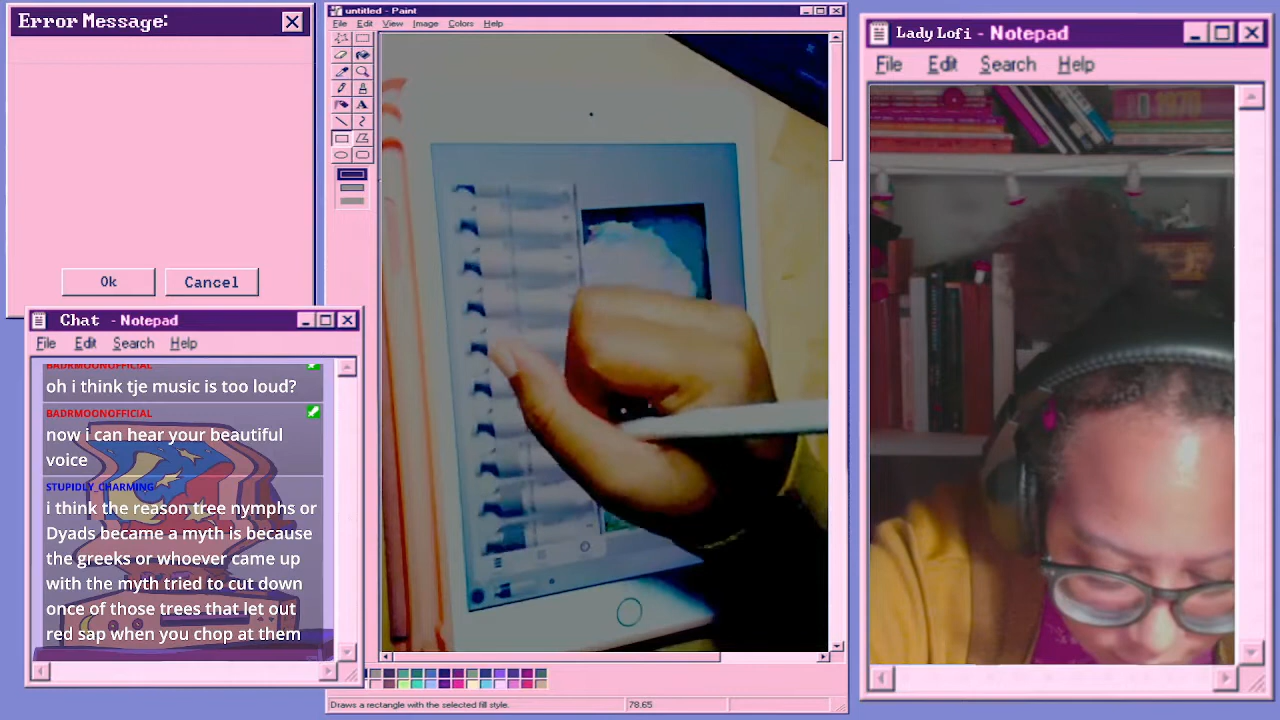 Error Message:
Ok
Cancel
Chat - Notepad
File Edit Search Help
BADRMOONOFFICIAL
oh i think tje music is too loud?
BADRMOONOFFICIAL
now i can hear your beautiful
voice
STUPIDLY_CHARMING
i think the reason tree nymphs or
Dyads became a myth is because
the greeks or whoever came up
with the myth tried to cut down
once of those trees that let out
red sap when you chop at them
untitled - Paint
File Edit View Image Colors Help
Draws a rectangle with the selected fill style.
78,65
Lady Lofi - Notepad
File Edit Search Help